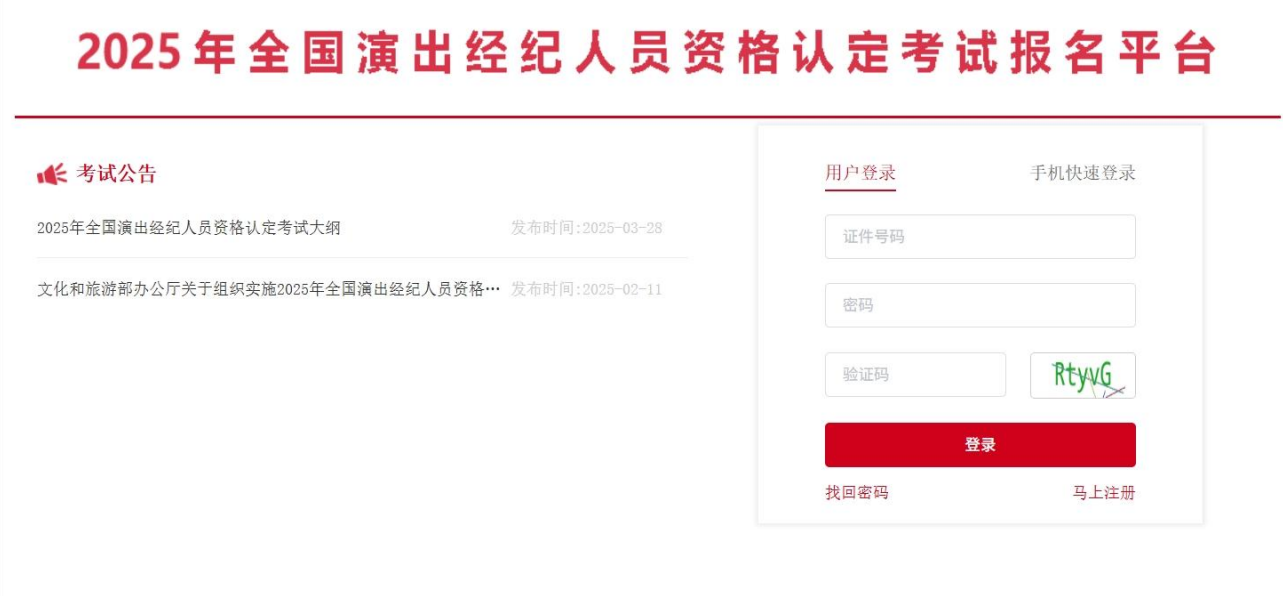 2025年全国演出经纪人员资格认定考试报名平台
考试公告
2025年全国演出经纪人员资格认定考试大纲 发布时间:2025-03-28
文化和旅游部办公厅关于组织实施2025年全国演出经纪人员资格… 发布时间:2025-02-11
用户登录 手机快速登录
证件号码
密码
验证码 RtyvG
登录
找回密码 马上注册